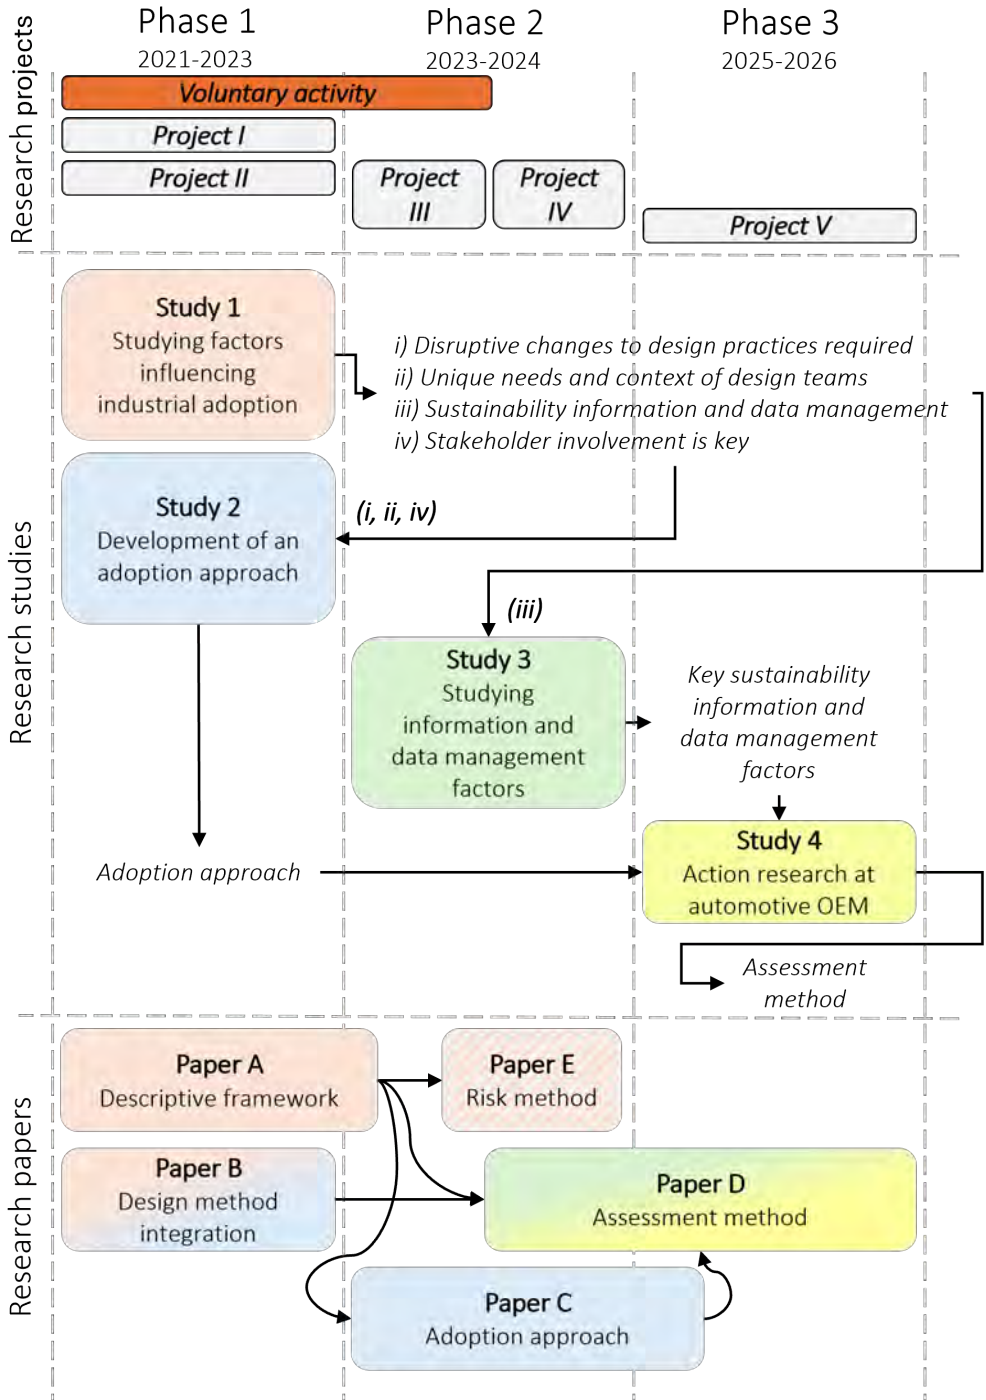 Phase 1
2021-2023
Phase 2
2023-2024
Phase 3
2025-2026
Research projects
Voluntary activity
Project I
Project II
Project
III
Project
IV
Project V
Research studies
Study 1
Studying factors
influencing
industrial adoption
i) Disruptive changes to design practices required
ii) Unique needs and context of design teams
iii) Sustainability information and data management
iv) Stakeholder involvement is key
Study 2
Development of an
adoption approach
(i, ii, iv)
(iii)
Study 3
Studying
information and
data management
factors
Key sustainability
information and
data management
factors
Adoption approach
Study 4
Action research at
automotive OEM
Assessment
method
Research papers
Paper A
Descriptive framework
Paper E
Risk method
Paper B
Design method
integration
Paper D
Assessment method
Paper C
Adoption approach